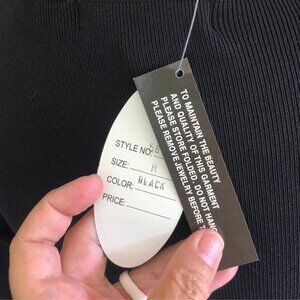 STYLE NO
SIZE: M
COLOR: BLACK
PRICE:
TO MAINTAIN THE BEAUTY
AND QUALITY OF THIS GARMENT
PLEASE STORE FOLDED. DO NOT HANG
PLEASE REMOVE JEWELRY BEFORE